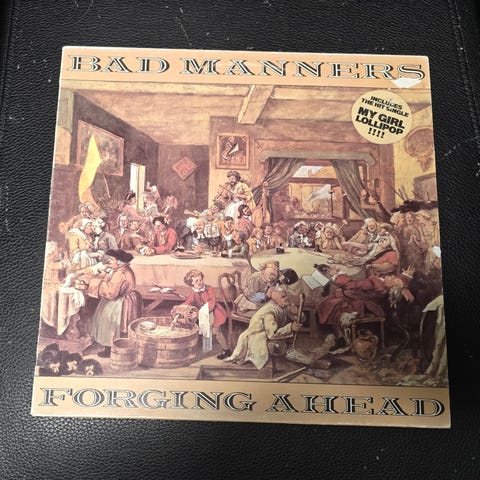 BAD MANNERS
INCLUDES
THE HIT SINGLE
MY GIRL
LOLLIPOP
!!!!
FORGING AHEAD